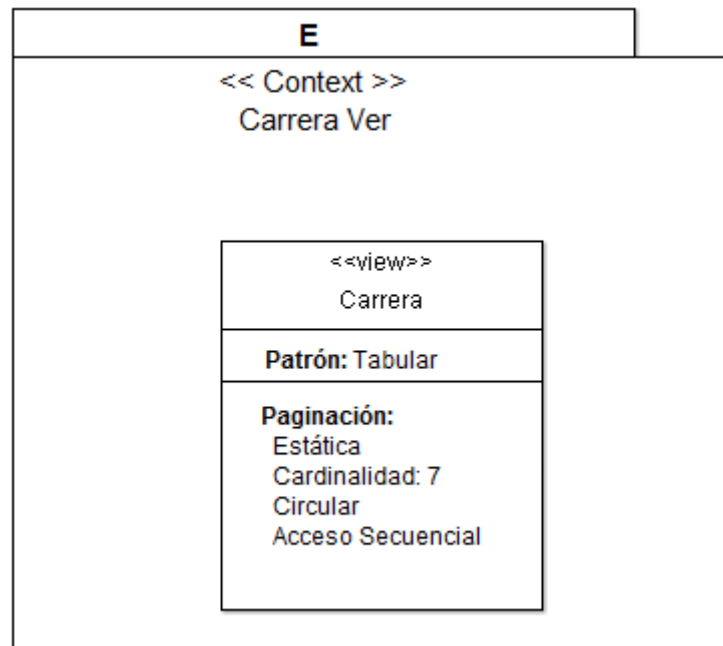 E
<< Context >>
Carrera Ver
<<view>>
Carrera
Patrón: Tabular
Paginación:
Estática
Cardinalidad: 7
Circular
Acceso Secuencial